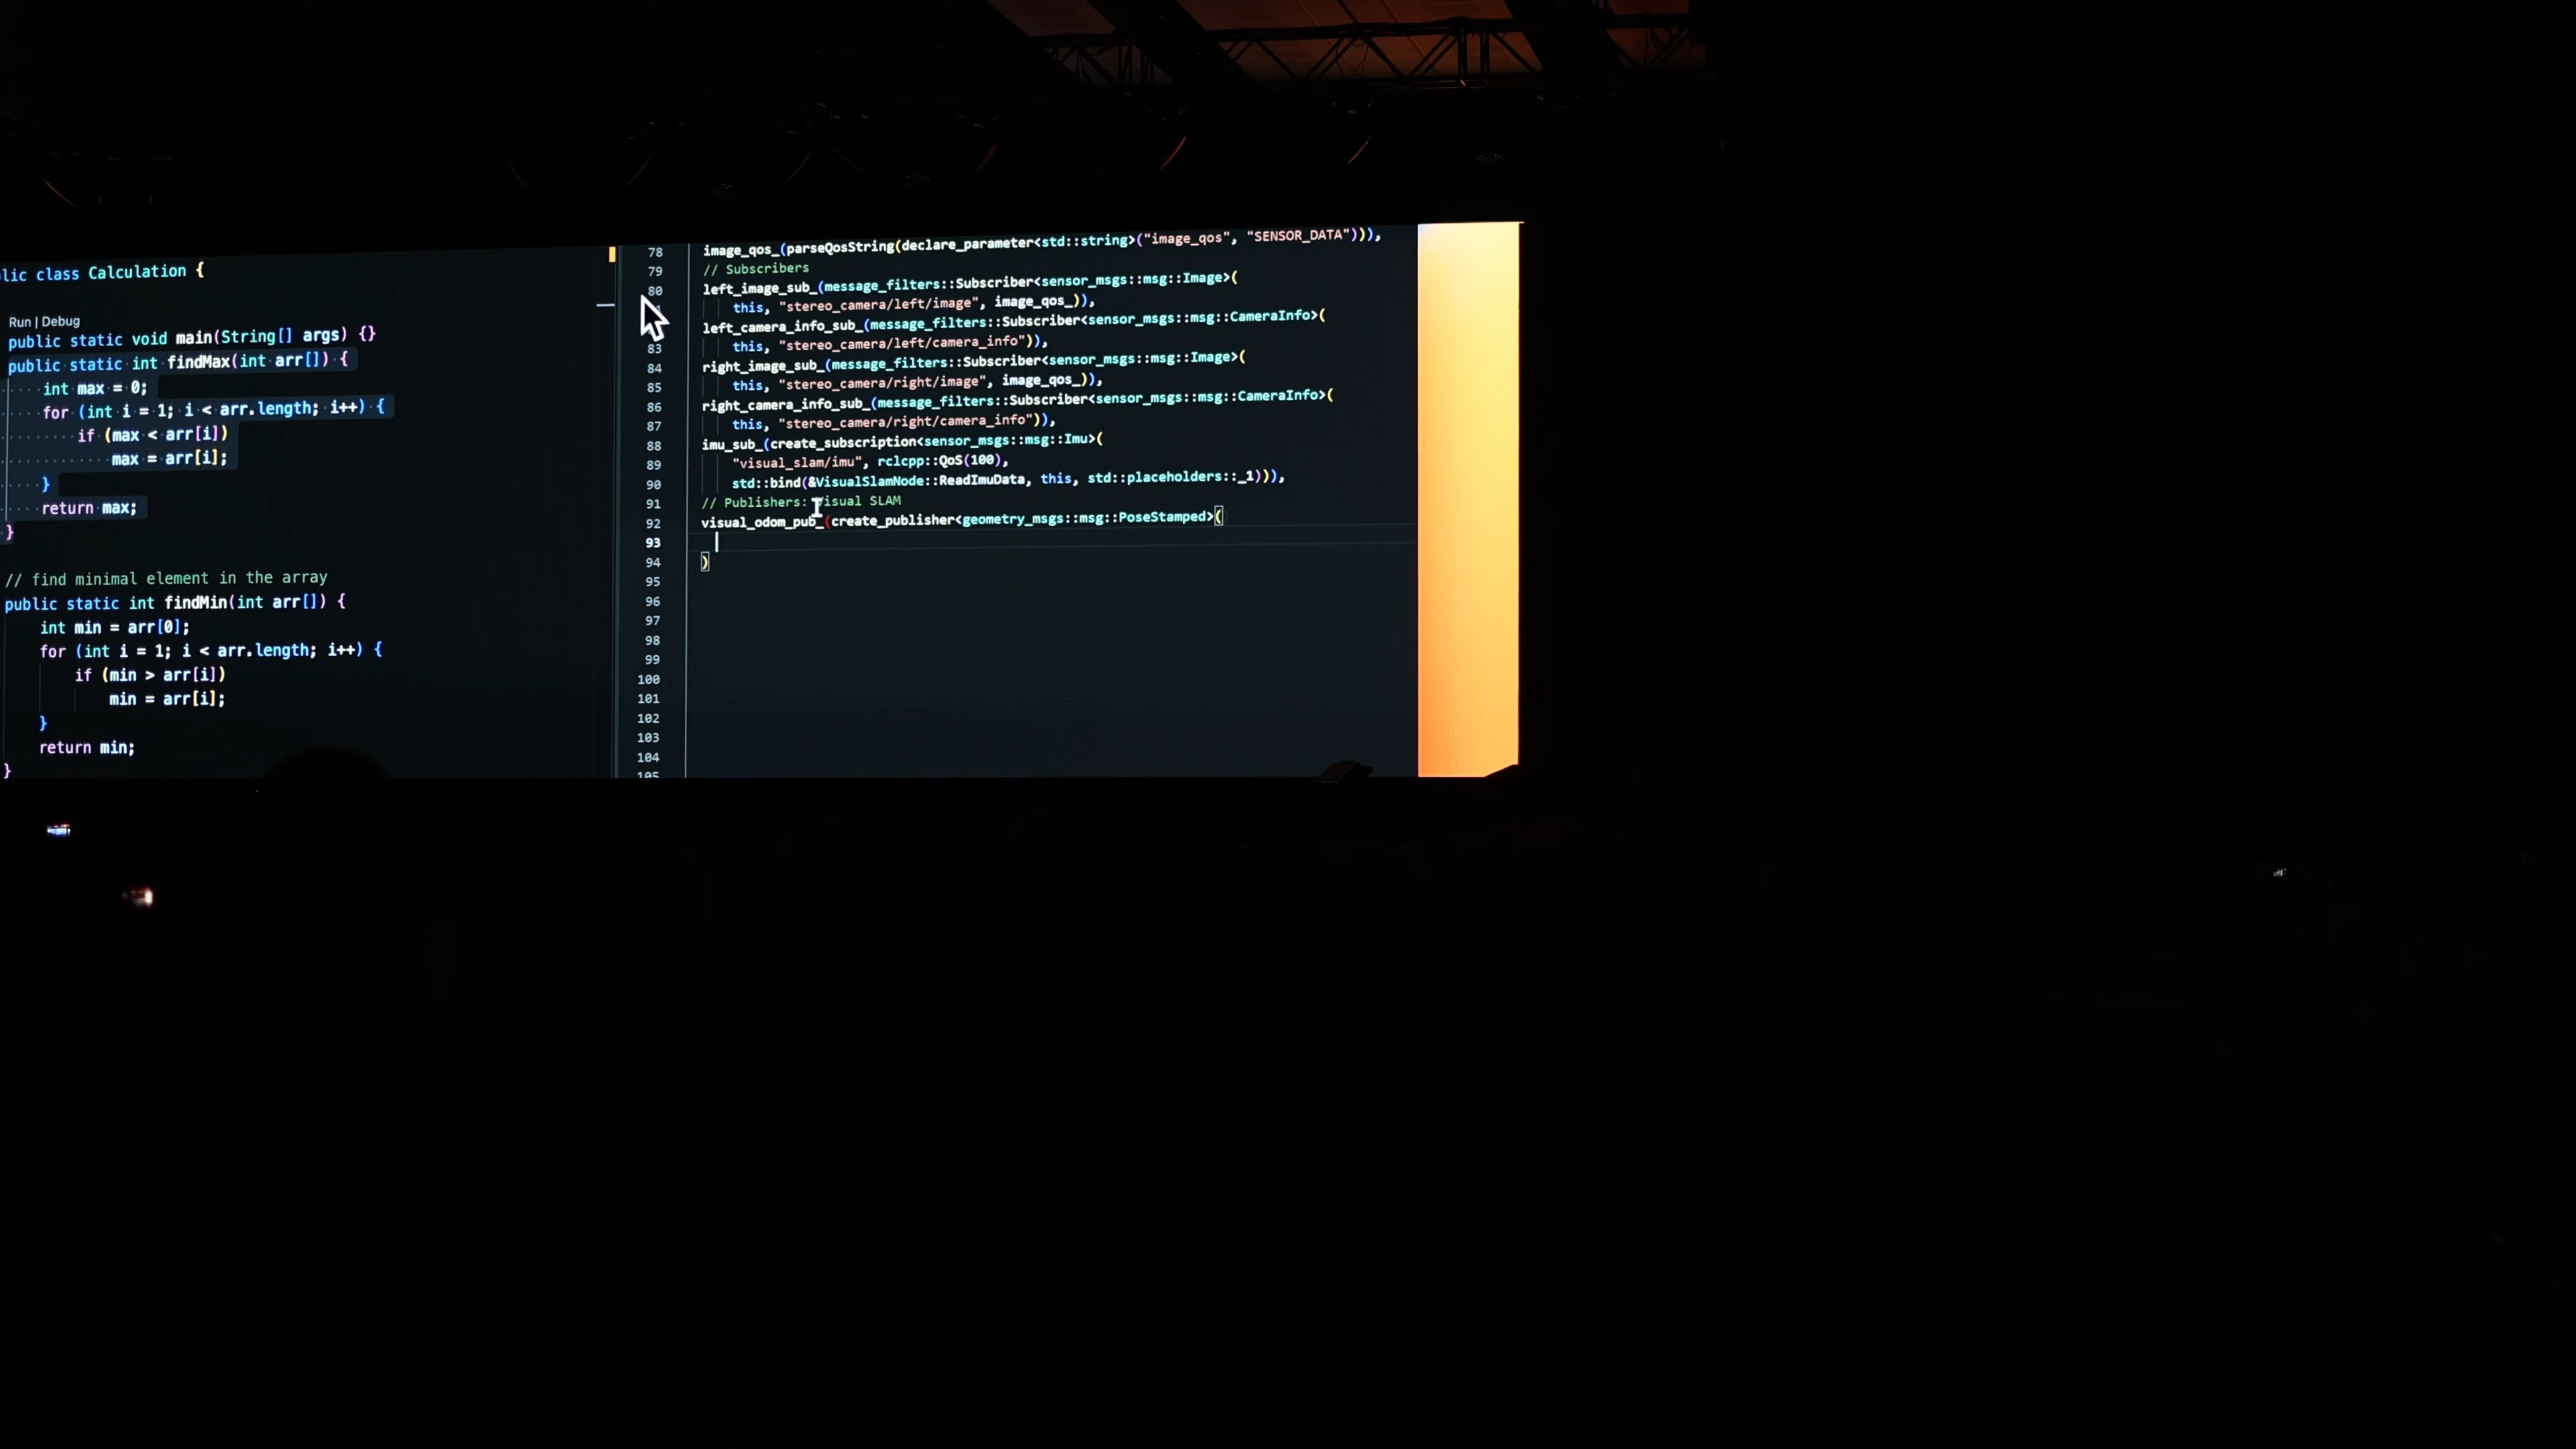 lic class Calculation {
Run | Debug
public static void main(String[] args) {}
public static int findMax(int arr[]) {
int max = 0;
for (int i = 1; i < arr.length; i++) {
if (max < arr[i])
max = arr[i];
}
return max;
}
// find minimal element in the array
public static int findMin(int arr[]) {
int min = arr[0];
for (int i = 1; i < arr.length; i++) {
if (min > arr[i])
min = arr[i];
}
return min;
}
78 image_qos_(parseQosString(declare_parameter<std::string>("image_qos", "SENSOR_DATA"))),
79 // Subscribers
80 left_image_sub_(message_filters::Subscriber<sensor_msgs::msg::Image>(
this, "stereo_camera/left/image", image_qos_)),
left_camera_info_sub_(message_filters::Subscriber<sensor_msgs::msg::CameraInfo>(
83 this, "stereo_camera/left/camera_info")),
84 right_image_sub_(message_filters::Subscriber<sensor_msgs::msg::Image>(
85 this, "stereo_camera/right/image", image_qos_)),
86 right_camera_info_sub_(message_filters::Subscriber<sensor_msgs::msg::CameraInfo>(
87 this, "stereo_camera/right/camera_info")),
88 imu_sub_(create_subscription<sensor_msgs::msg::Imu>(
89 "visual_slam/imu", rclcpp::QoS(100),
90 std::bind(&VisualSlamNode::ReadImuData, this, std::placeholders::_1))),
91 // Publishers: Visual SLAM
92 visual_odom_pub_(create_publisher<geometry_msgs::msg::PoseStamped>(
93
94 )
95
96
97
98
99
100
101
102
103
104
105